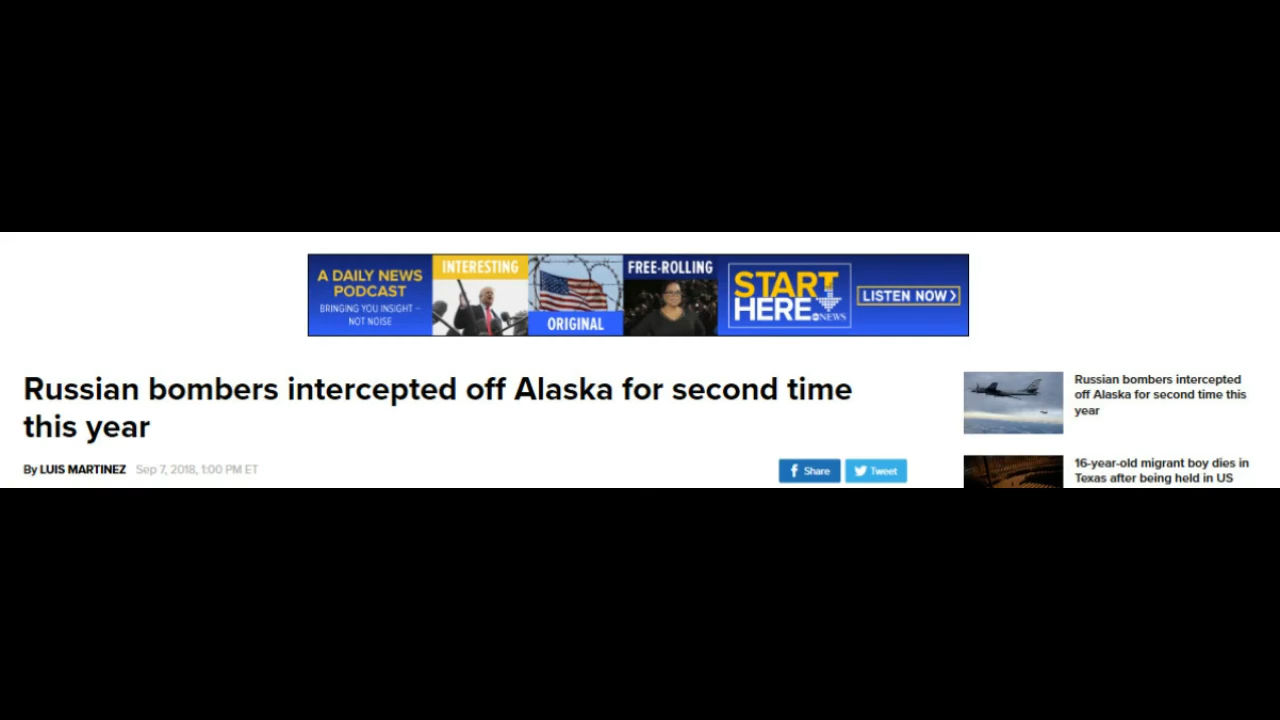 A DAILY NEWS
PODCAST
BRINGING YOU INSIGHT –
NOT NOISE
INTERESTING
ORIGINAL
FREE-ROLLING
START
HERE
abc NEWS
LISTEN NOW >
Russian bombers intercepted off Alaska for second time
this year
By LUIS MARTINEZ Sep 7, 2018, 1:00 PM ET
f Share
Tweet
Russian bombers intercepted
off Alaska for second time this
year
16-year-old migrant boy dies in
Texas after being held in US